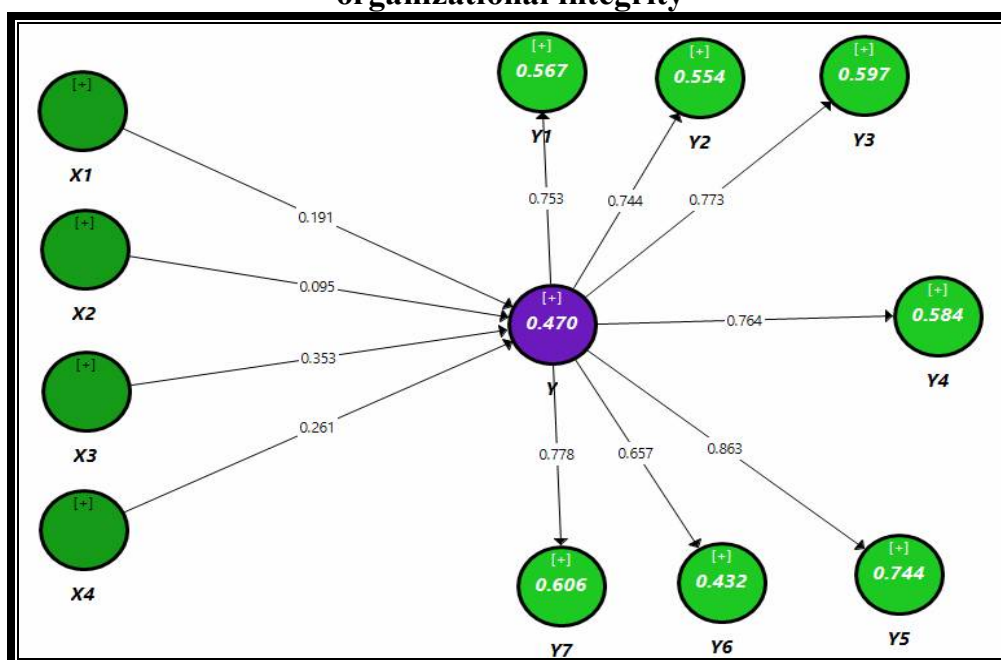 organizational integrity
[+]
X1
[+]
X2
[+]
X3
[+]
X4
0.191
0.095
0.353
0.261
[+]
0.470
Y
[+]
0.567
Y1
[+]
0.554
Y2
[+]
0.597
Y3
0.753
0.744
0.773
0.764
[+]
0.584
Y4
0.778
0.657
0.863
[+]
0.606
Y7
[+]
0.432
Y6
[+]
0.744
Y5